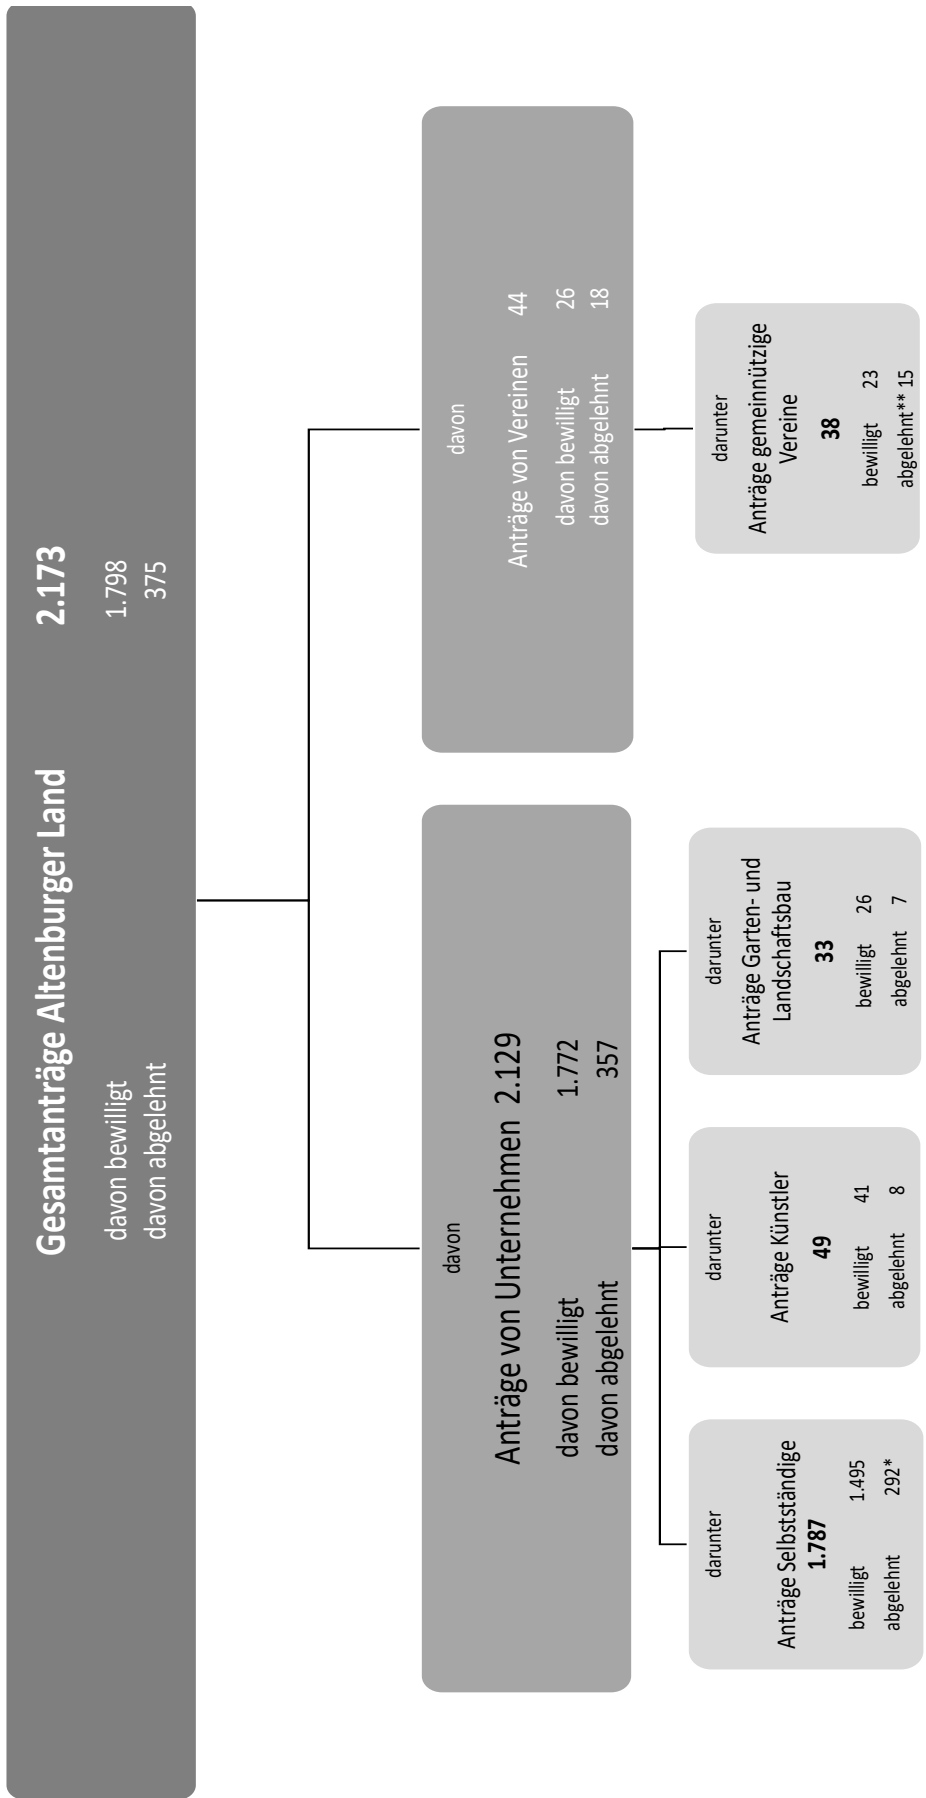 Gesamtanträge Altenburger Land 2.173
davon bewilligt 1.798
davon abgelehnt 375
davon
Anträge von Unternehmen 2.129
davon bewilligt 1.772
davon abgelehnt 357
davon
Anträge von Vereinen 44
davon bewilligt 26
davon abgelehnt 18
darunter
Anträge Selbstständige
1.787
bewilligt 1.495
abgelehnt 292*
darunter
Anträge Künstler
49
bewilligt 41
abgelehnt 8
darunter
Anträge Garten- und
Landschaftsbau
33
bewilligt 26
abgelehnt 7
darunter
Anträge gemeinnützige
Vereine
38
bewilligt 23
abgelehnt** 15